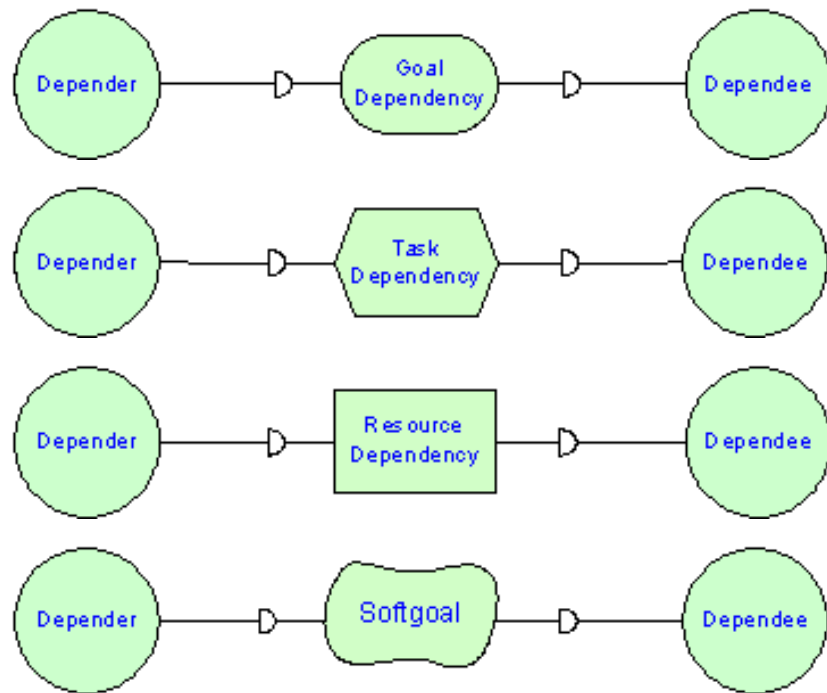 Depender
Goal
Dependency
Dependee
Depender
Task
Dependency
Dependee
Depender
Resource
Dependency
Dependee
Depender
Softgoal
Dependee